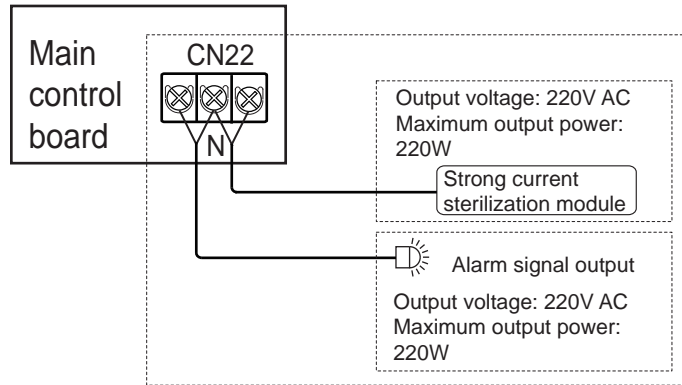 Main
control
board
CN22
N
Output voltage: 220V AC
Maximum output power:
220W
Strong current
sterilization module
Alarm signal output
Output voltage: 220V AC
Maximum output power:
220W